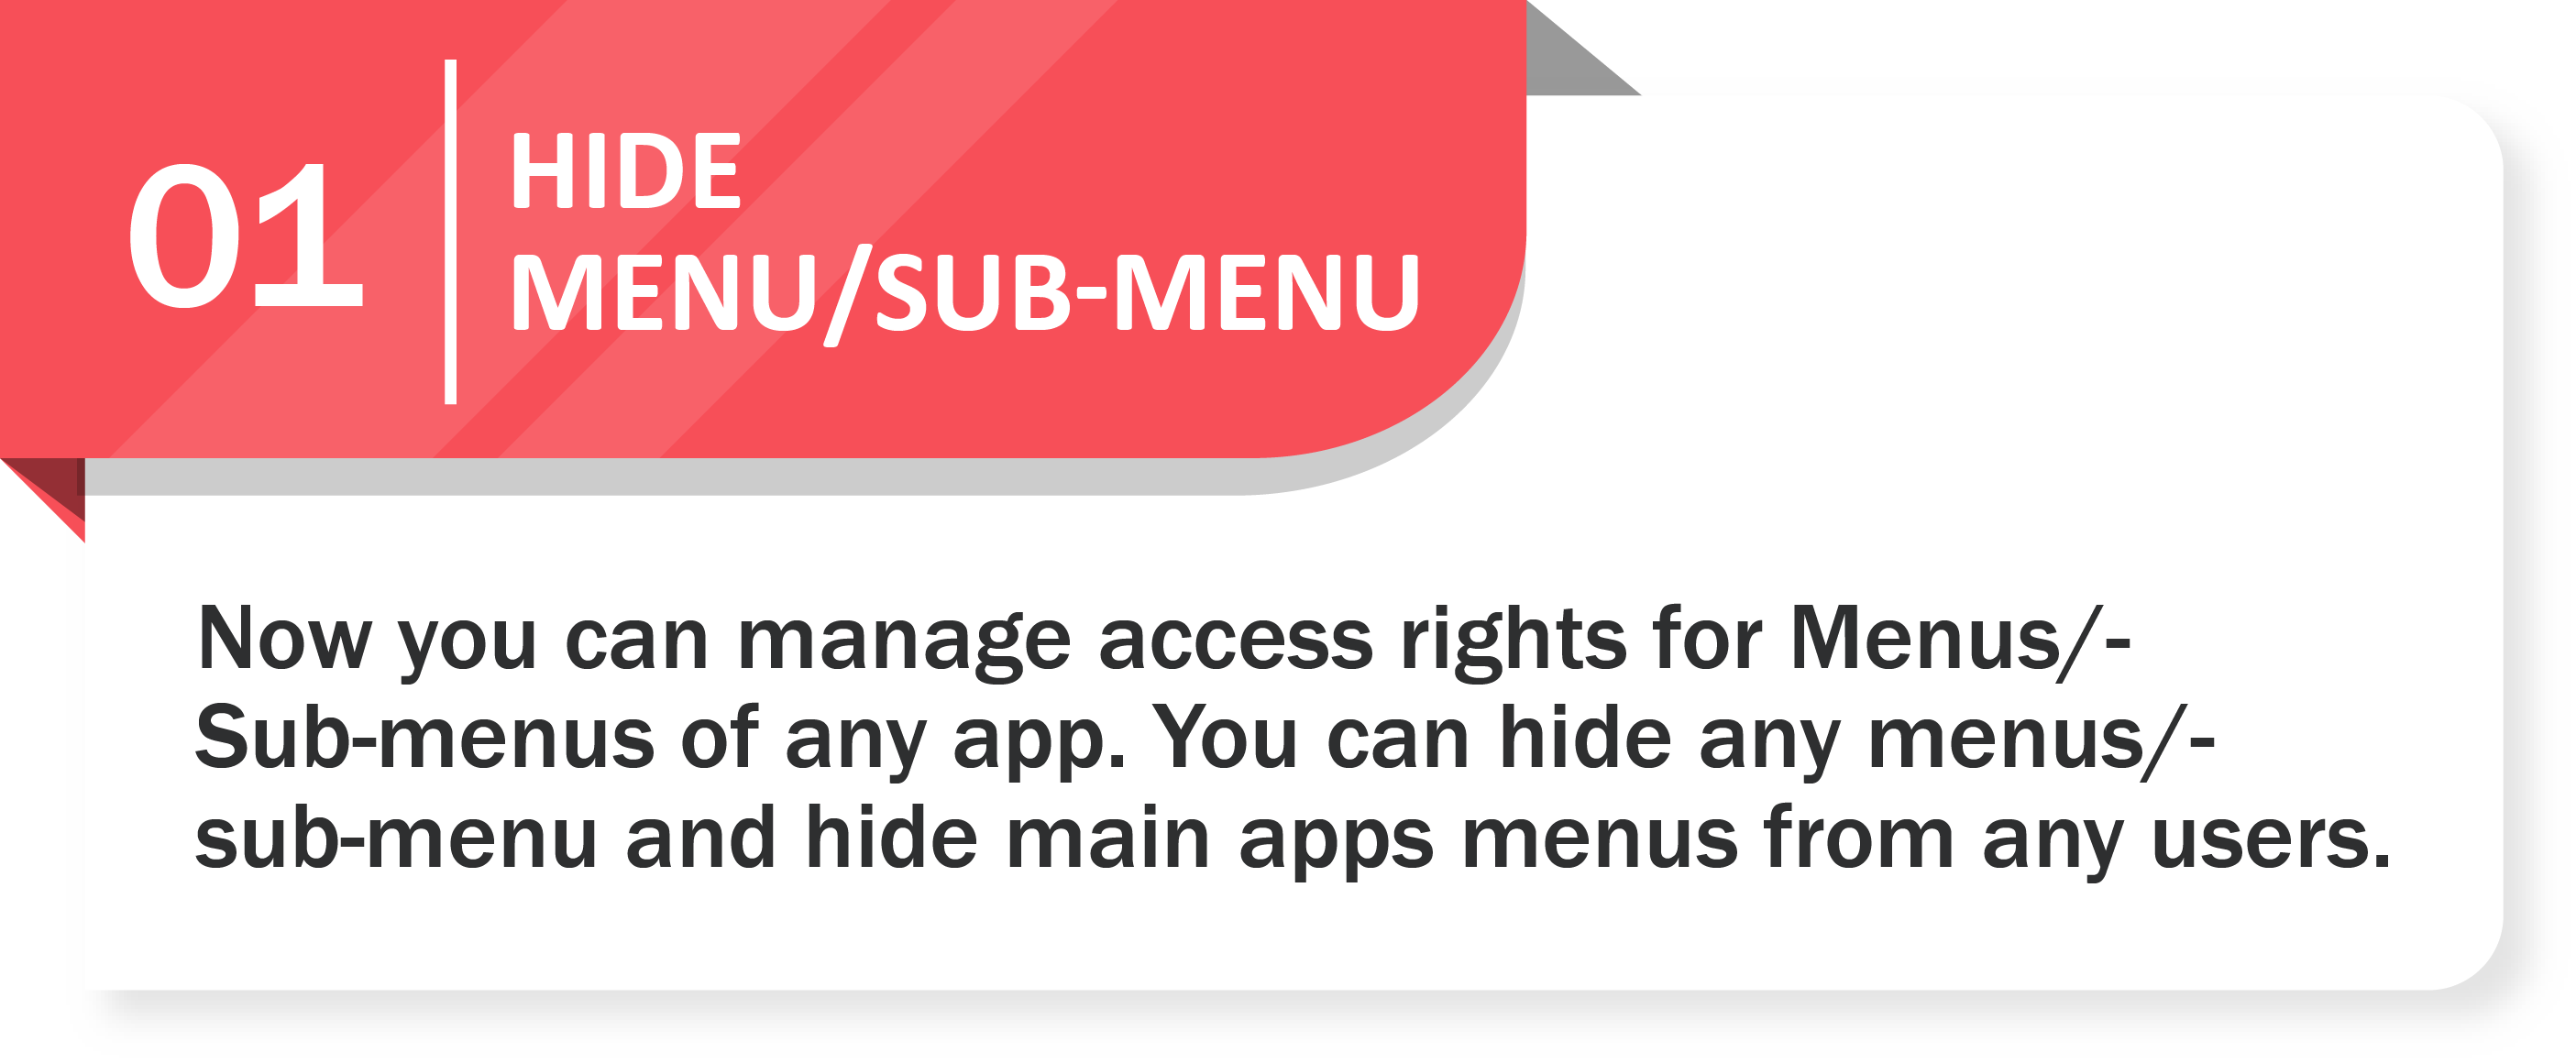 01
HIDE
MENU/SUB-MENU
Now you can manage access rights for Menus/-
Sub-menus of any app. You can hide any menus/-
sub-menu and hide main apps menus from any users.